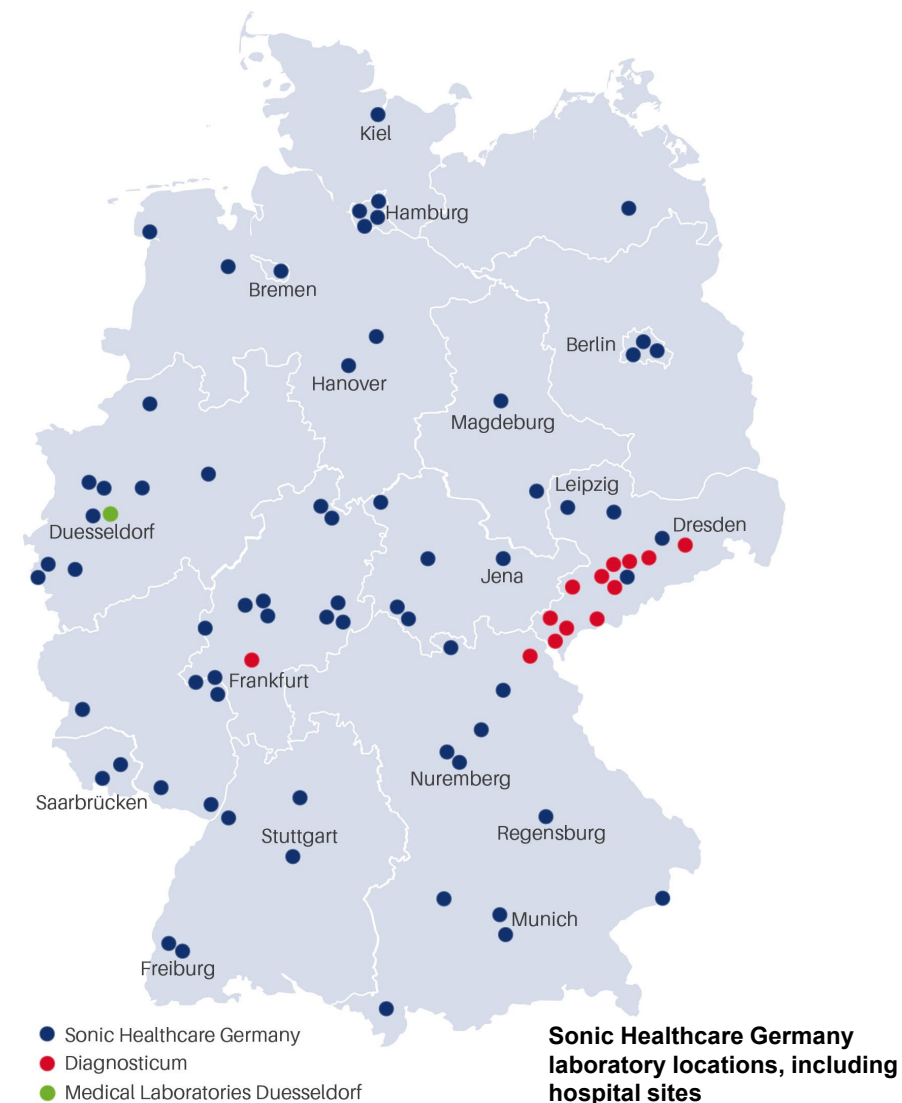 Kiel
Hamburg
Bremen
Berlin
Hanover
Magdeburg
Leipzig
Dresden
Duesseldorf
Jena
Frankfurt
Nuremberg
Saarbrücken
Regensburg
Stuttgart
Munich
Freiburg
Sonic Healthcare Germany
Diagnosticum
Medical Laboratories Duesseldorf
Sonic Healthcare Germany
laboratory locations, including
hospital sites